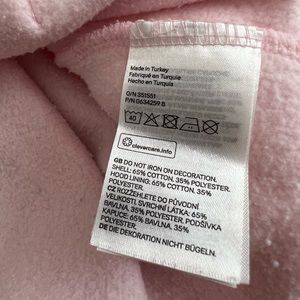 Made in Turkey
Fabriqué en Turquie
Hecho en Turquía
O/N 351551
P/N 0634259 B
40
clevercare.info
GB DO NOT IRON ON DECORATION.
SHELL: 65% COTTON, 35% POLYESTER.
HOOD LINING: 65% COTTON, 35%
POLYESTER.
CZ ROZŽEHLETE DO PŮVODNÍ
VELIKOSTI. SVRCHNÍ LÁTKA: 65%
BAVLNA, 35% POLYESTER. PODŠÍVKA
KAPUCE: 65% BAVLNA, 35%
POLYESTER.
DE DIE DEKORATION NICHT BÜGELN.